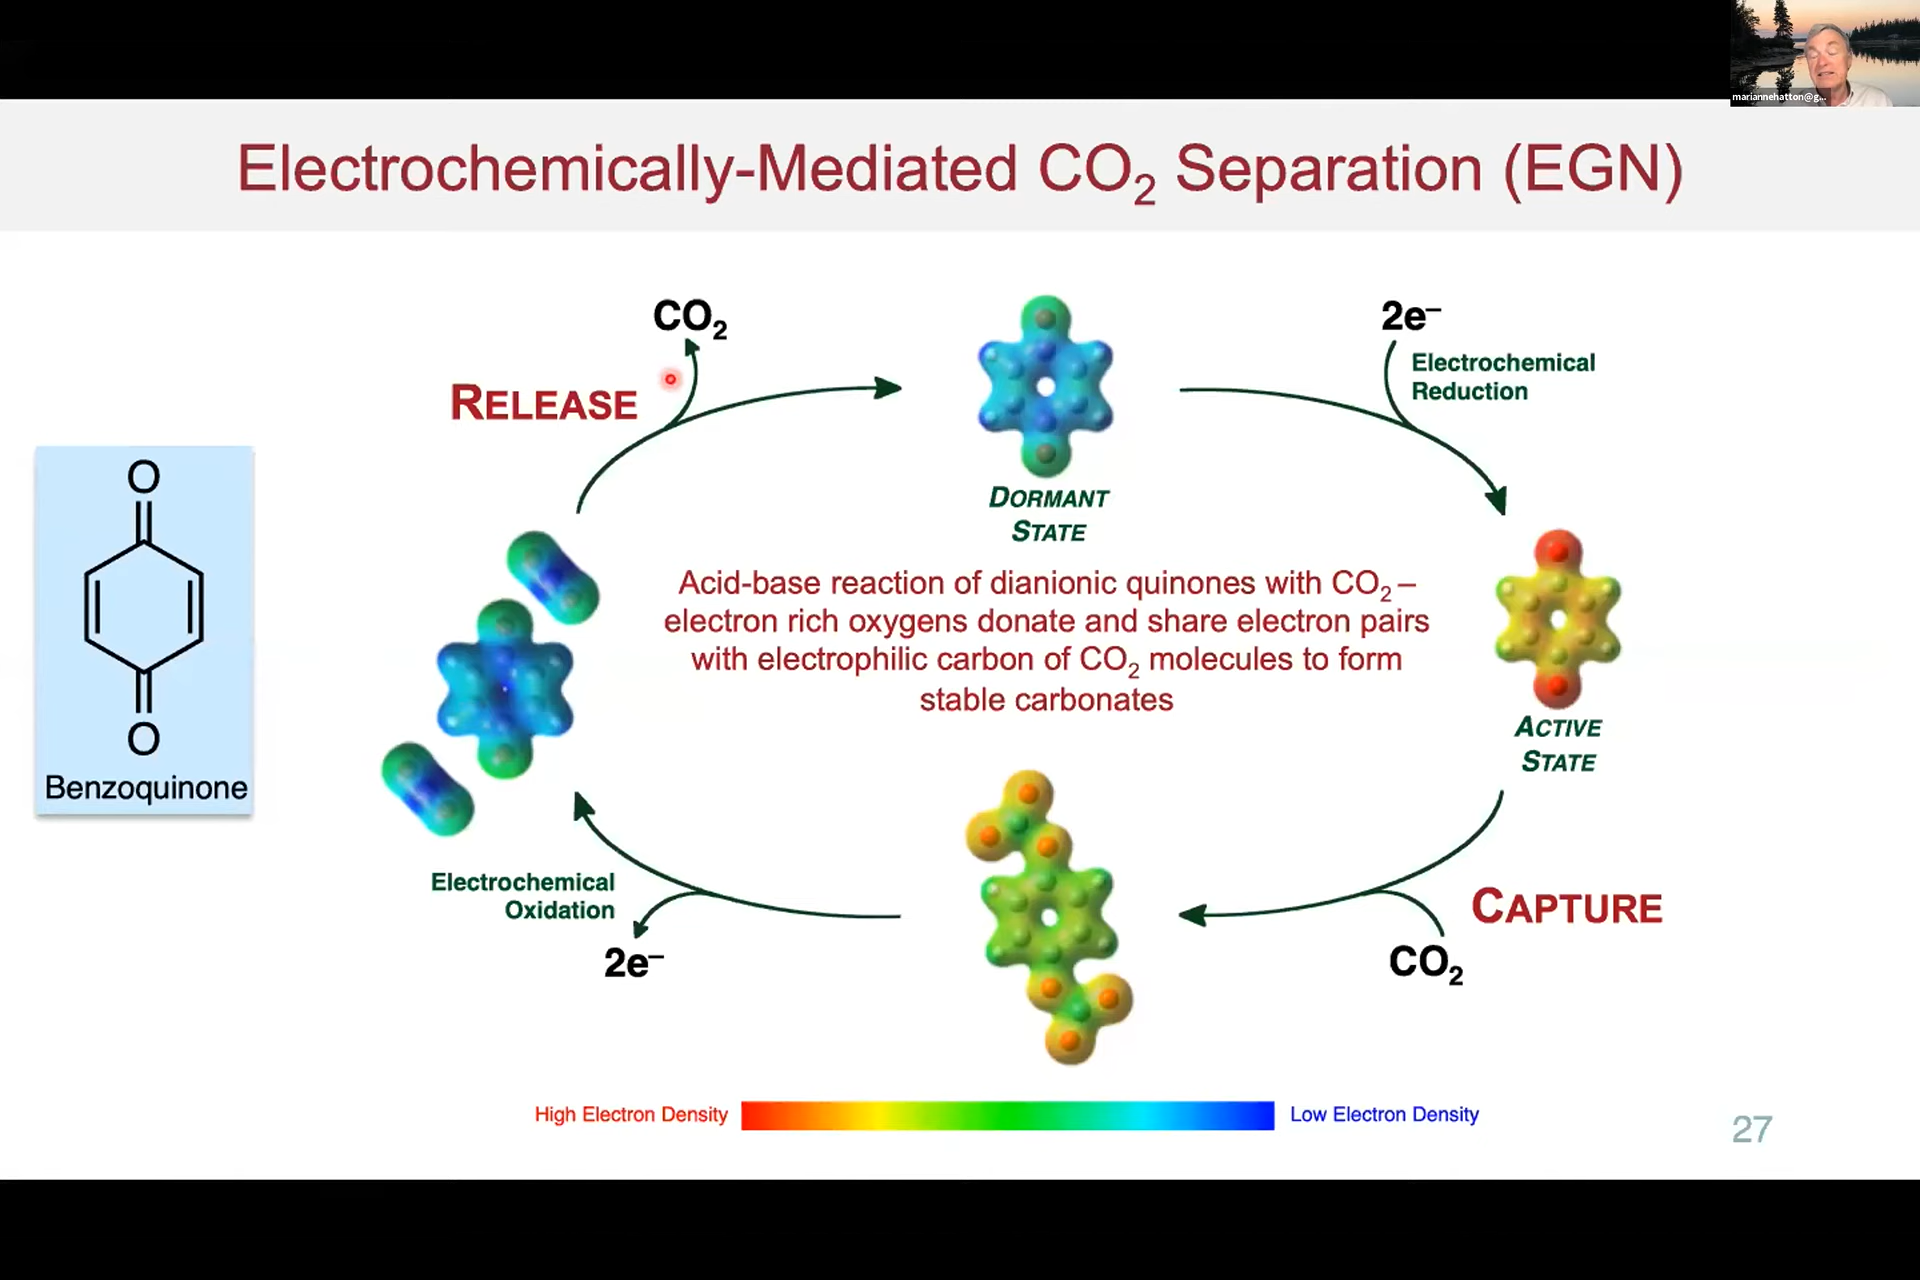 mariannehatton@g...
Electrochemically-Mediated CO₂ Separation (EGN)
CO₂
2e⁻
Electrochemical
Reduction
RELEASE
O
O
Benzoquinone
DORMANT
STATE
Acid-base reaction of dianionic quinones with CO₂ –
electron rich oxygens donate and share electron pairs
with electrophilic carbon of CO₂ molecules to form
stable carbonates
ACTIVE
STATE
Electrochemical
Oxidation
2e⁻
CAPTURE
CO₂
High Electron Density
Low Electron Density
27